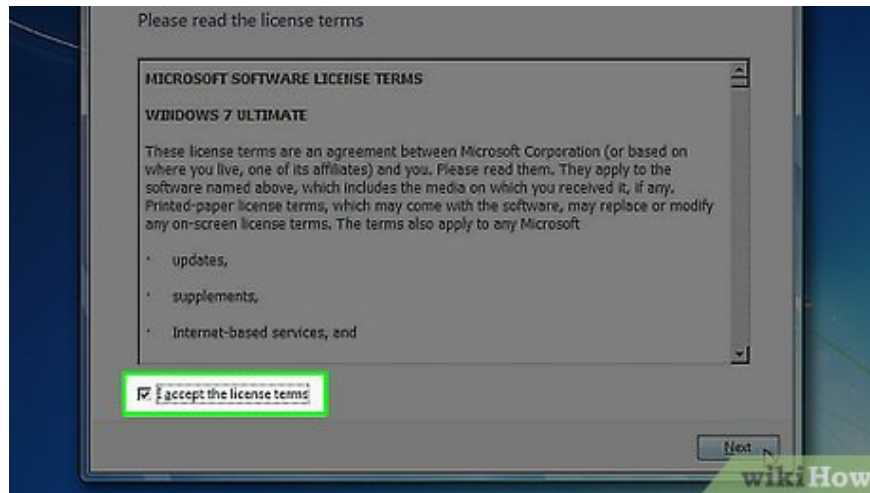 Please read the license terms
MICROSOFT SOFTWARE LICENSE TERMS
WINDOWS 7 ULTIMATE
These license terms are an agreement between Microsoft Corporation (or based on
where you live, one of its affiliates) and you. Please read them. They apply to the
software named above, which includes the media on which you received it, if any.
Printed-paper license terms, which may come with the software, may replace or modify
any on-screen license terms. The terms also apply to any Microsoft
· updates,
· supplements,
· Internet-based services, and
I accept the license terms
Next
wikiHow